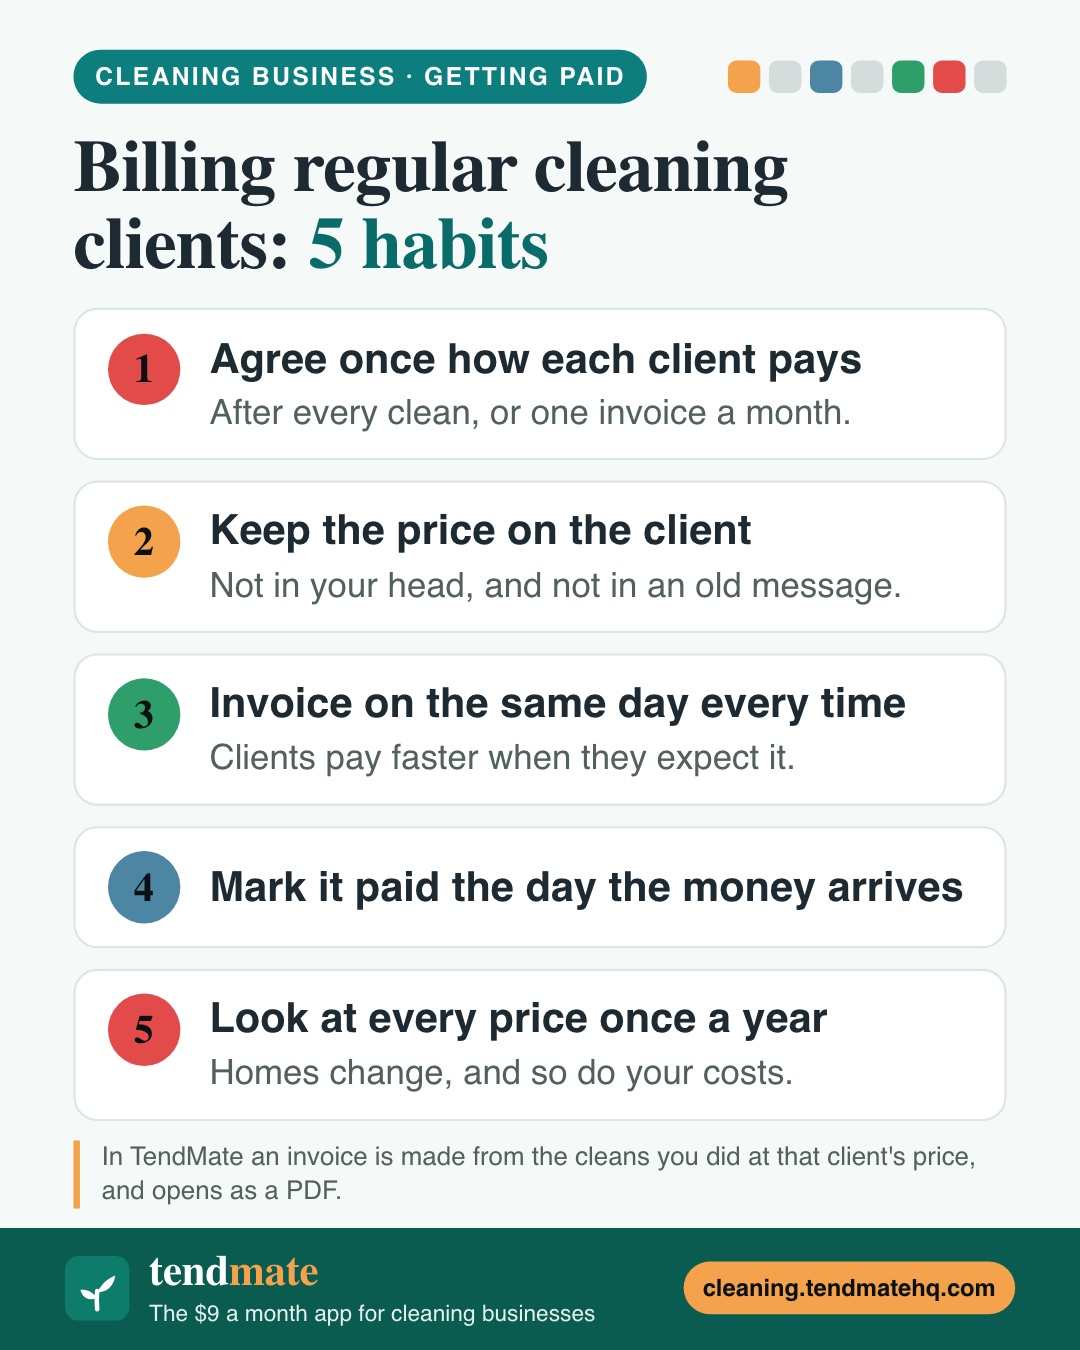 CLEANING BUSINESS · GETTING PAID
Billing regular cleaning
clients: 5 habits
1
Agree once how each client pays
After every clean, or one invoice a month.
2
Keep the price on the client
Not in your head, and not in an old message.
3
Invoice on the same day every time
Clients pay faster when they expect it.
4
Mark it paid the day the money arrives
5
Look at every price once a year
Homes change, and so do your costs.
In TendMate an invoice is made from the cleans you did at that client's price,
and opens as a PDF.
tendmate
The $9 a month app for cleaning businesses
cleaning.tendmatehq.com